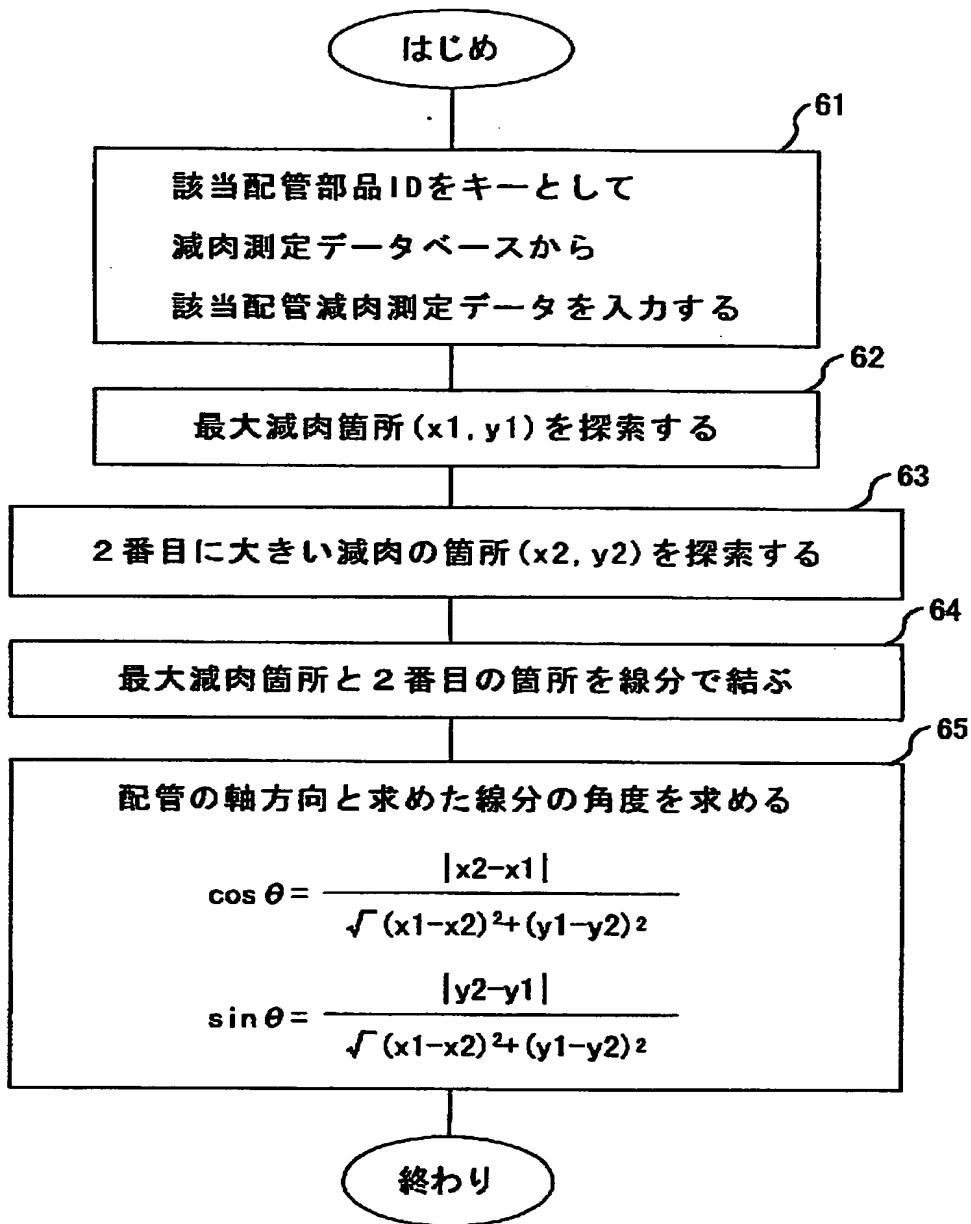 はじめ
61
該当配管部品IDをキーとして
減肉測定データベースから
該当配管減肉測定データを入力する
62
最大減肉箇所(x1,y1)を探索する
63
2番目に大きい減肉の箇所(x2,y2)を探索する
64
最大減肉箇所と2番目の箇所を線分で結ぶ
65
配管の軸方向と求めた線分の角度を求める
cosθ= |x2-x1| / √(x1-x2)²+(y1-y2)²
sinθ= |y2-y1| / √(x1-x2)²+(y1-y2)²
終わり